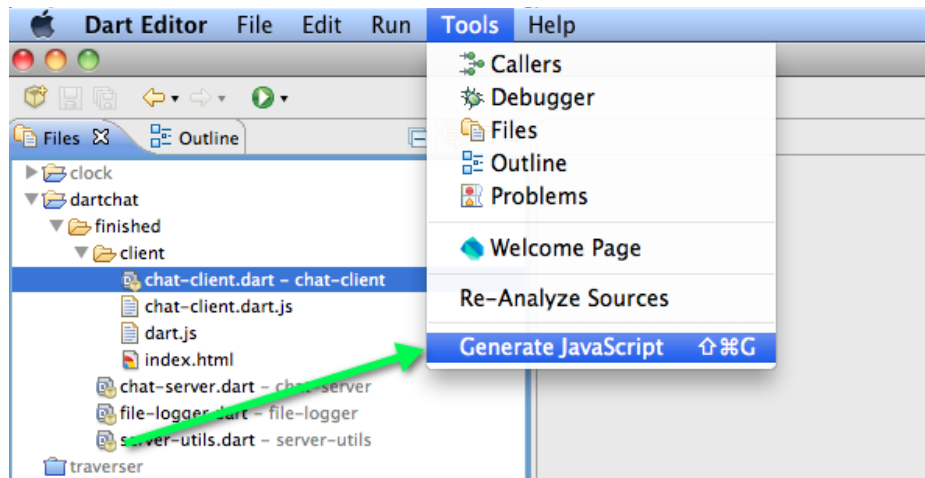 Dart Editor File Edit Run Tools Help
Callers
Debugger
Files
Outline
Problems
Welcome Page
Re-Analyze Sources
Generate JavaScript ⇧⌘G
Files Outline
clock
dartchat
finished
client
chat-client.dart – chat-client
chat-client.dart.js
dart.js
index.html
chat-server.dart – chat-server
file-logger.dart – file-logger
server-utils.dart – server-utils
traverser